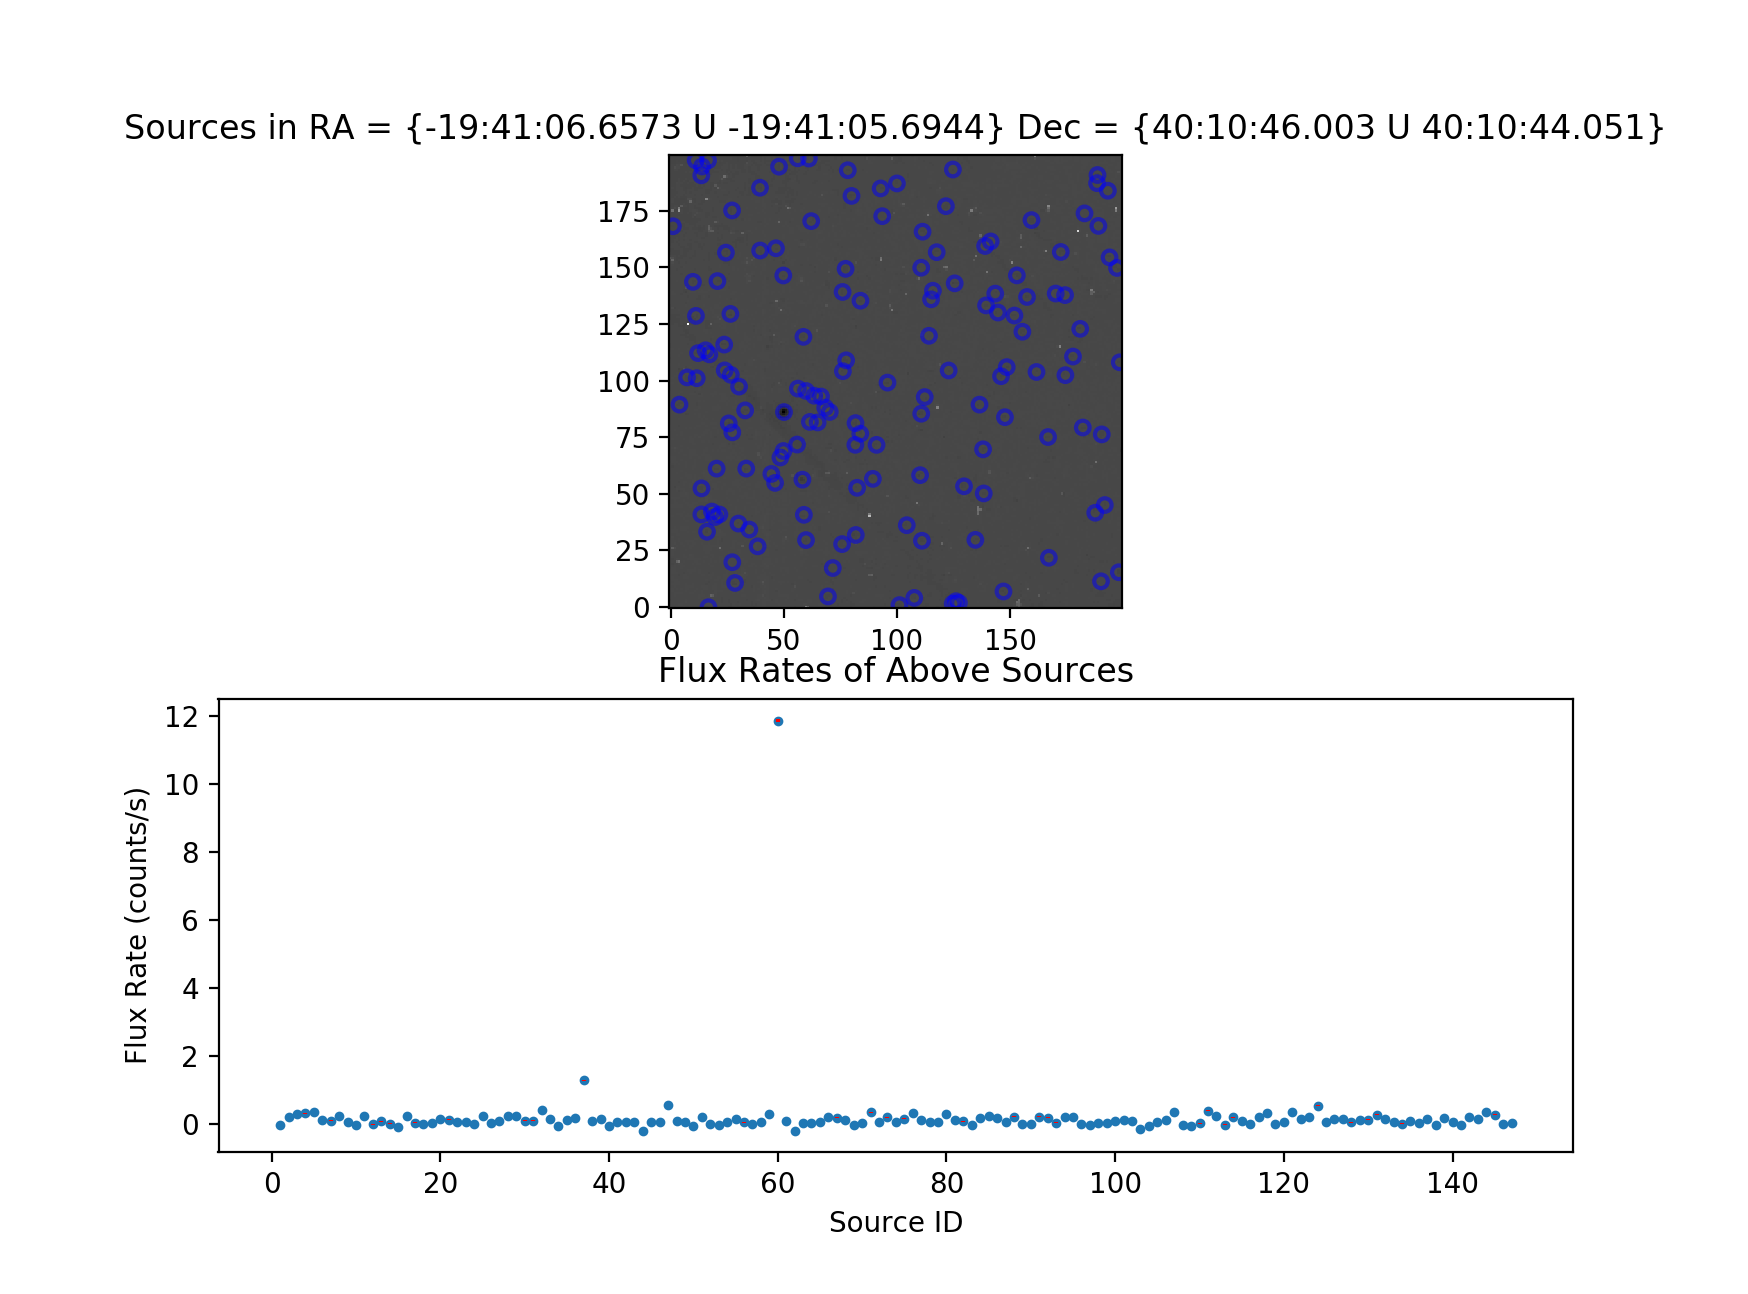 Sources in RA = {-19:41:06.6573 U -19:41:05.6944} Dec = {40:10:46.003 U 40:10:44.051}
175
150
125
100
75
50
25
0
0 50 100 150
Flux Rates of Above Sources
12
10
8
6
4
2
0
Flux Rate (counts/s)
0 20 40 60 80 100 120 140
Source ID